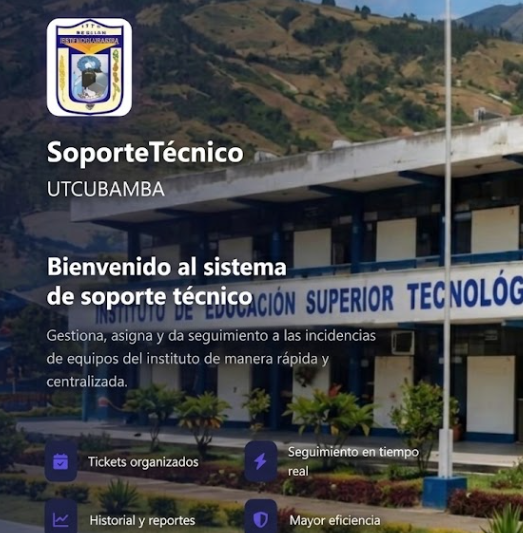 SoporteTécnico
UTCUBAMBA
Bienvenido al sistema
de soporte técnico
INSTITUTO DE EDUCACIÓN SUPERIOR TECNOLÓG
Gestiona, asigna y da seguimiento a las incidencias
de equipos del instituto de manera rápida y
centralizada.
Tickets organizados
Seguimiento en tiempo
real
Historial y reportes
Mayor eficiencia